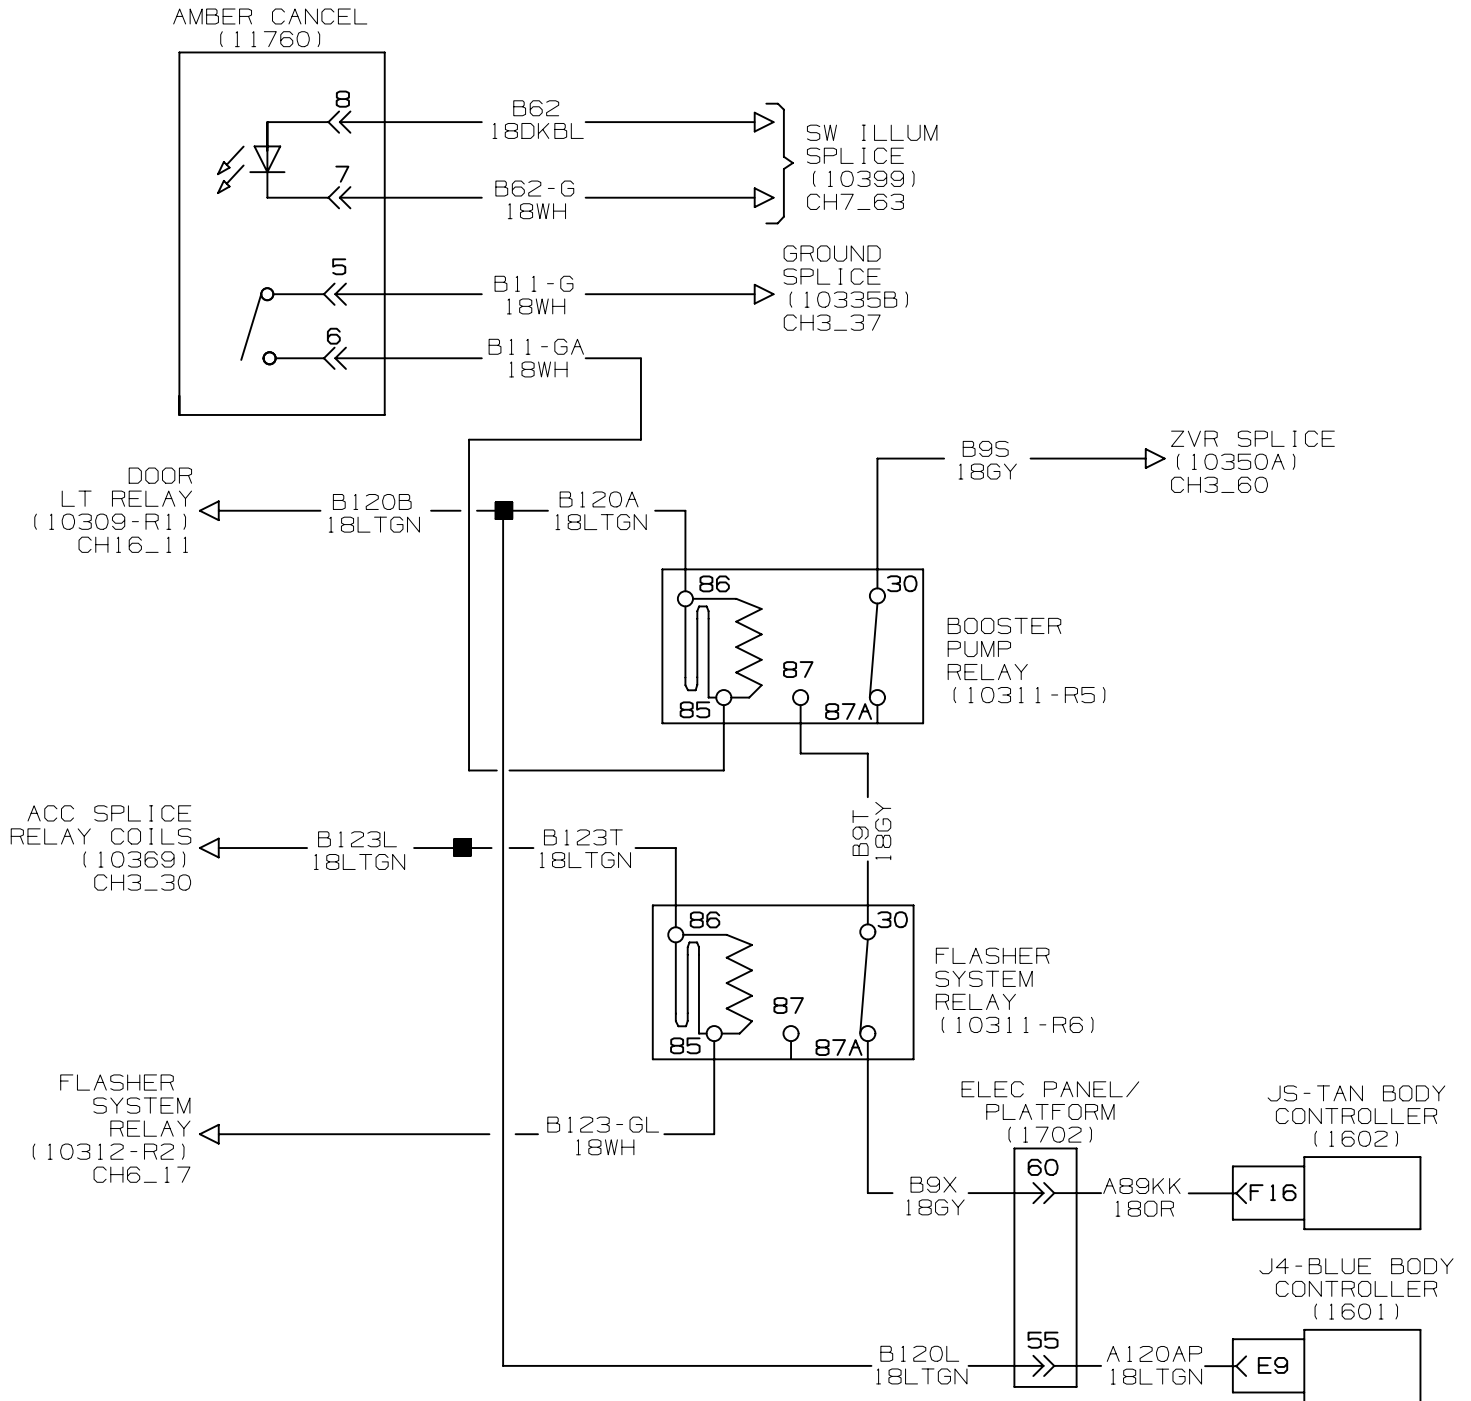 AMBER CANCEL
(11760)
8
B62
18DKBL
7
B62-G
18WH
SW ILLUM
SPLICE
(10399)
CH7_63
5
B11-G
18WH
GROUND
SPLICE
(10335B)
CH3_37
6
B11-GA
18WH
DOOR
LT RELAY
(10309-R1)
CH16_11
B120B
18LTGN
B120A
18LTGN
B9S
18GY
ZVR SPLICE
(10350A)
CH3_60
86
30
87
85
87A
BOOSTER
PUMP
RELAY
(10311-R5)
B9T
18GY
ACC SPLICE
RELAY COILS
(10369)
CH3_30
B123L
18LTGN
B123T
18LTGN
86
30
87
85
87A
FLASHER
SYSTEM
RELAY
(10311-R6)
FLASHER
SYSTEM
RELAY
(10312-R2)
CH6_17
B123-GL
18WH
ELEC PANEL/
PLATFORM
(1702)
JS-TAN BODY
CONTROLLER
(1602)
B9X
18GY
60
A89KK
18OR
F16
J4-BLUE BODY
CONTROLLER
(1601)
B120L
18LTGN
55
A120AP
18LTGN
E9